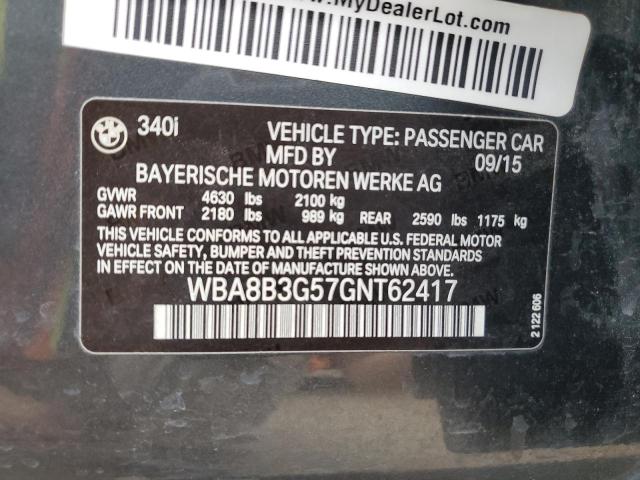 www.MyDealerLot.com
BMW 340i VEHICLE TYPE: PASSENGER CAR
MFD BY 09/15
BAYERISCHE MOTOREN WERKE AG
GVWR 4630 lbs 2100 kg
GAWR FRONT 2180 lbs 989 kg REAR 2590 lbs 1175 kg
THIS VEHICLE CONFORMS TO ALL APPLICABLE U.S. FEDERAL MOTOR
VEHICLE SAFETY, BUMPER AND THEFT PREVENTION STANDARDS
IN EFFECT ON THE DATE OF MANUFACTURE SHOWN ABOVE.
WBA8B3G57GNT62417
2 122 606